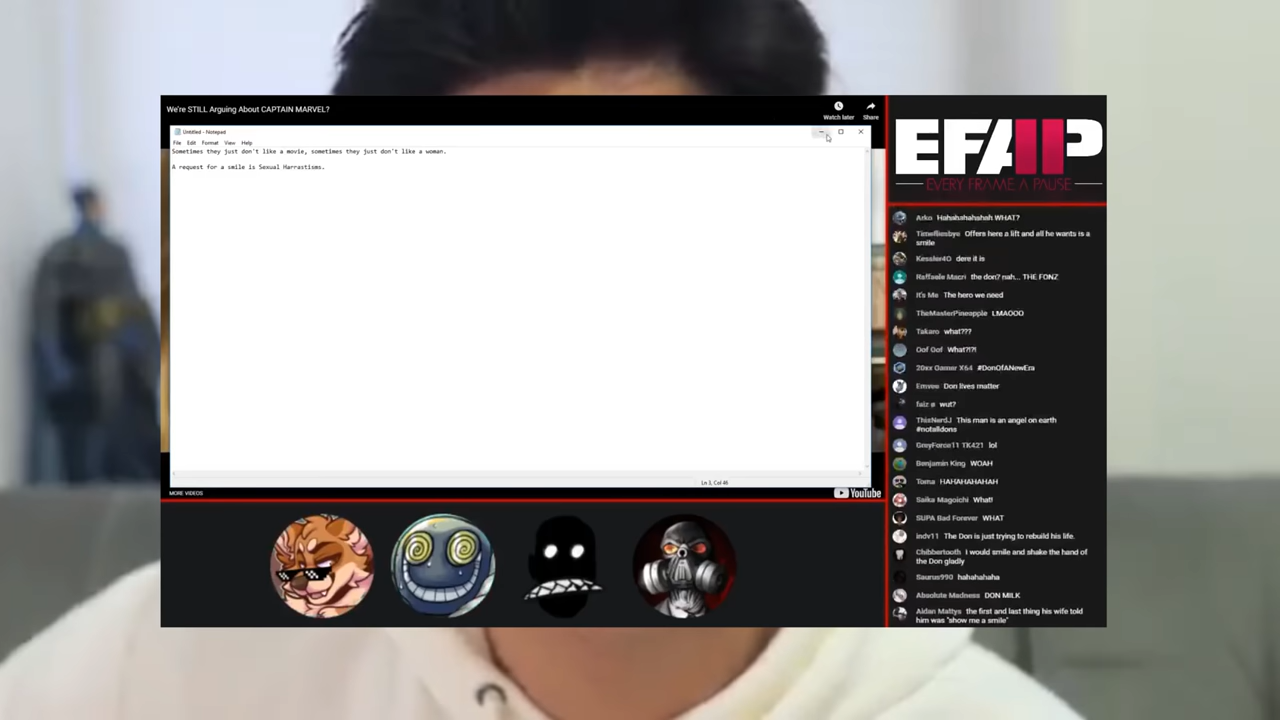 We're STILL Arguing About CAPTAIN MARVEL?
Watch later
Share
Untitled - Notepad
File Edit Format View Help
Sometimes they just don't like a movie, sometimes they just don't like a woman.
A request for a smile is Sexual Harrastisms.
Ln 3, Col 46
MORE VIDEOS
YouTube
EFAP
EVERY FRAME A PAUSE
Arko Hahahahahahah WHAT?
Timefliesbye Offers here a lift and all he wants is a
smile
Kessler4O dere it is
Raffaele Macri the don? nah... THE FONZ
It's Me The hero we need
TheMasterPineapple LMAOOO
Takaro what???
Oof Oof What?!?!
20xx Gamer X64 #DonOfANewEra
Emvee Don lives matter
faiz ø wut?
ThisNerdJ This man is an angel on earth
#notalldons
GreyForce11 TK421 lol
Benjamin King WOAH
Toma HAHAHAHAHAH
Saika Magoichi What!
SUPA Bad Forever WHAT
indv11 The Don is just trying to rebuild his life.
Chibbertooth I would smile and shake the hand of
the Don gladly
Saurus990 hahahahaha
Absolute Madness DON MILK
Aidan Maltys the first and last thing his wife told
him was "show me a smile"